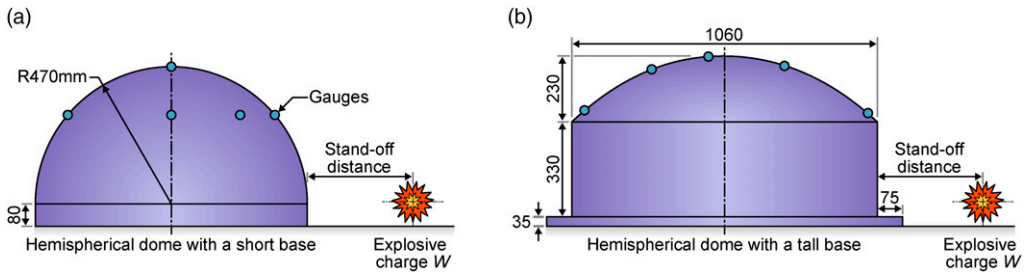 (a)
R470mm
Gauges
Stand-off
distance
80
Hemispherical dome with a short base
Explosive
charge W
(b)
1060
230
330
Stand-off
distance
75
35
Hemispherical dome with a tall base
Explosive
charge W